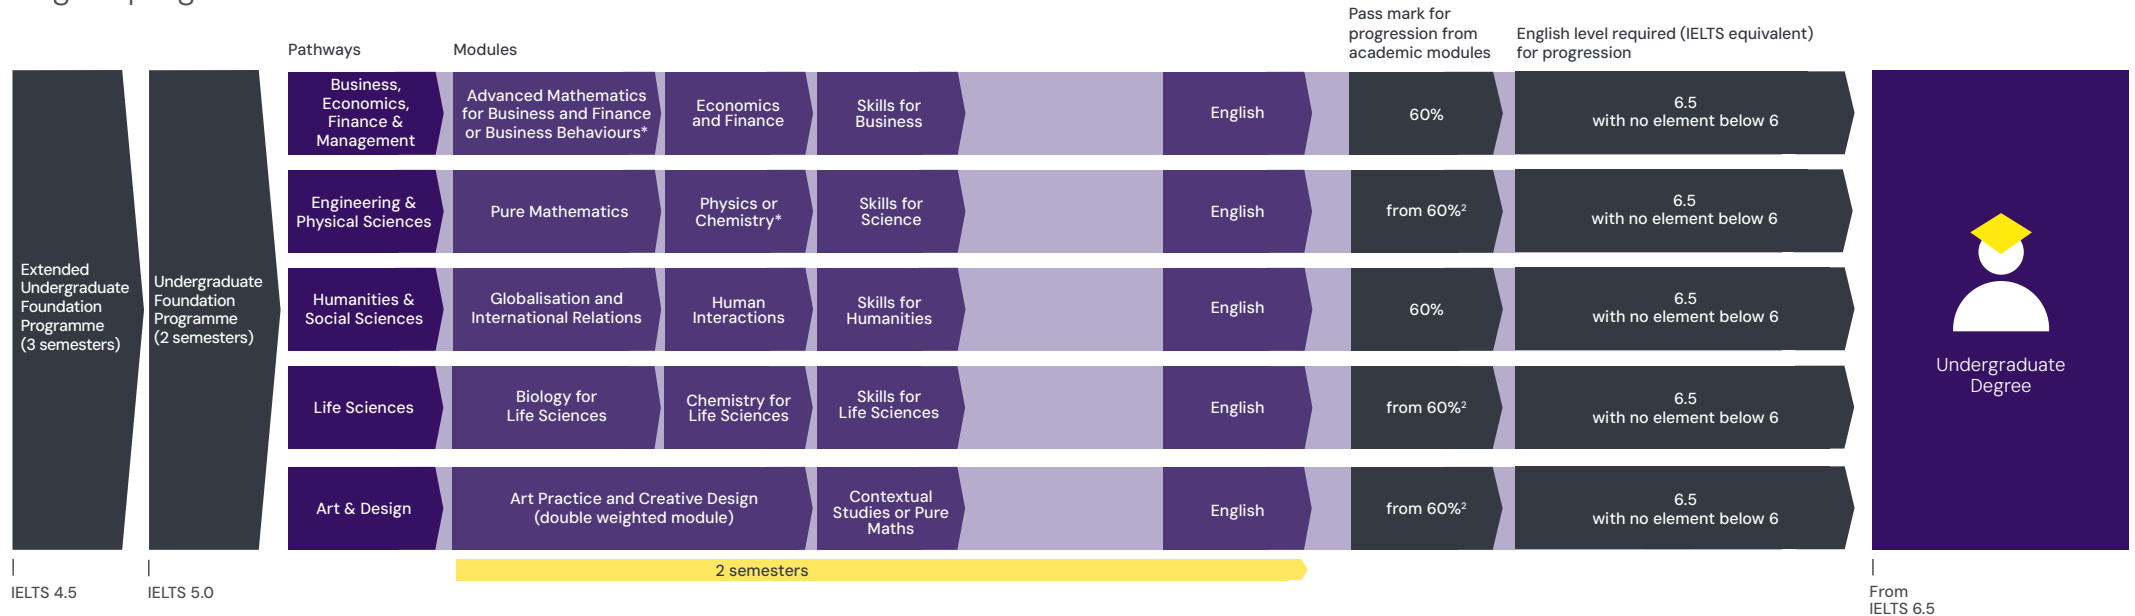 Pathways
Modules
Pass mark for
progression from
academic modules
English level required (IELTS equivalent)
for progression
Extended
Undergraduate
Foundation
Programme
(3 semesters)
Undergraduate
Foundation
Programme
(2 semesters)
Business,
Economics,
Finance &
Management
Advanced Mathematics
for Business and Finance
or Business Behaviours*
Economics
and Finance
Skills for
Business
English
60%
6.5
with no element below 6
Engineering &
Physical Sciences
Pure Mathematics
Physics or
Chemistry*
Skills for
Science
English
from 60%²
6.5
with no element below 6
Humanities &
Social Sciences
Globalisation and
International Relations
Human
Interactions
Skills for
Humanities
English
60%
6.5
with no element below 6
Life Sciences
Biology for
Life Sciences
Chemistry for
Life Sciences
Skills for
Life Sciences
English
from 60%²
6.5
with no element below 6
Art & Design
Art Practice and Creative Design
(double weighted module)
Contextual
Studies or Pure
Maths
English
from 60%²
6.5
with no element below 6
Undergraduate
Degree
2 semesters
IELTS 4.5
IELTS 5.0
From
IELTS 6.5